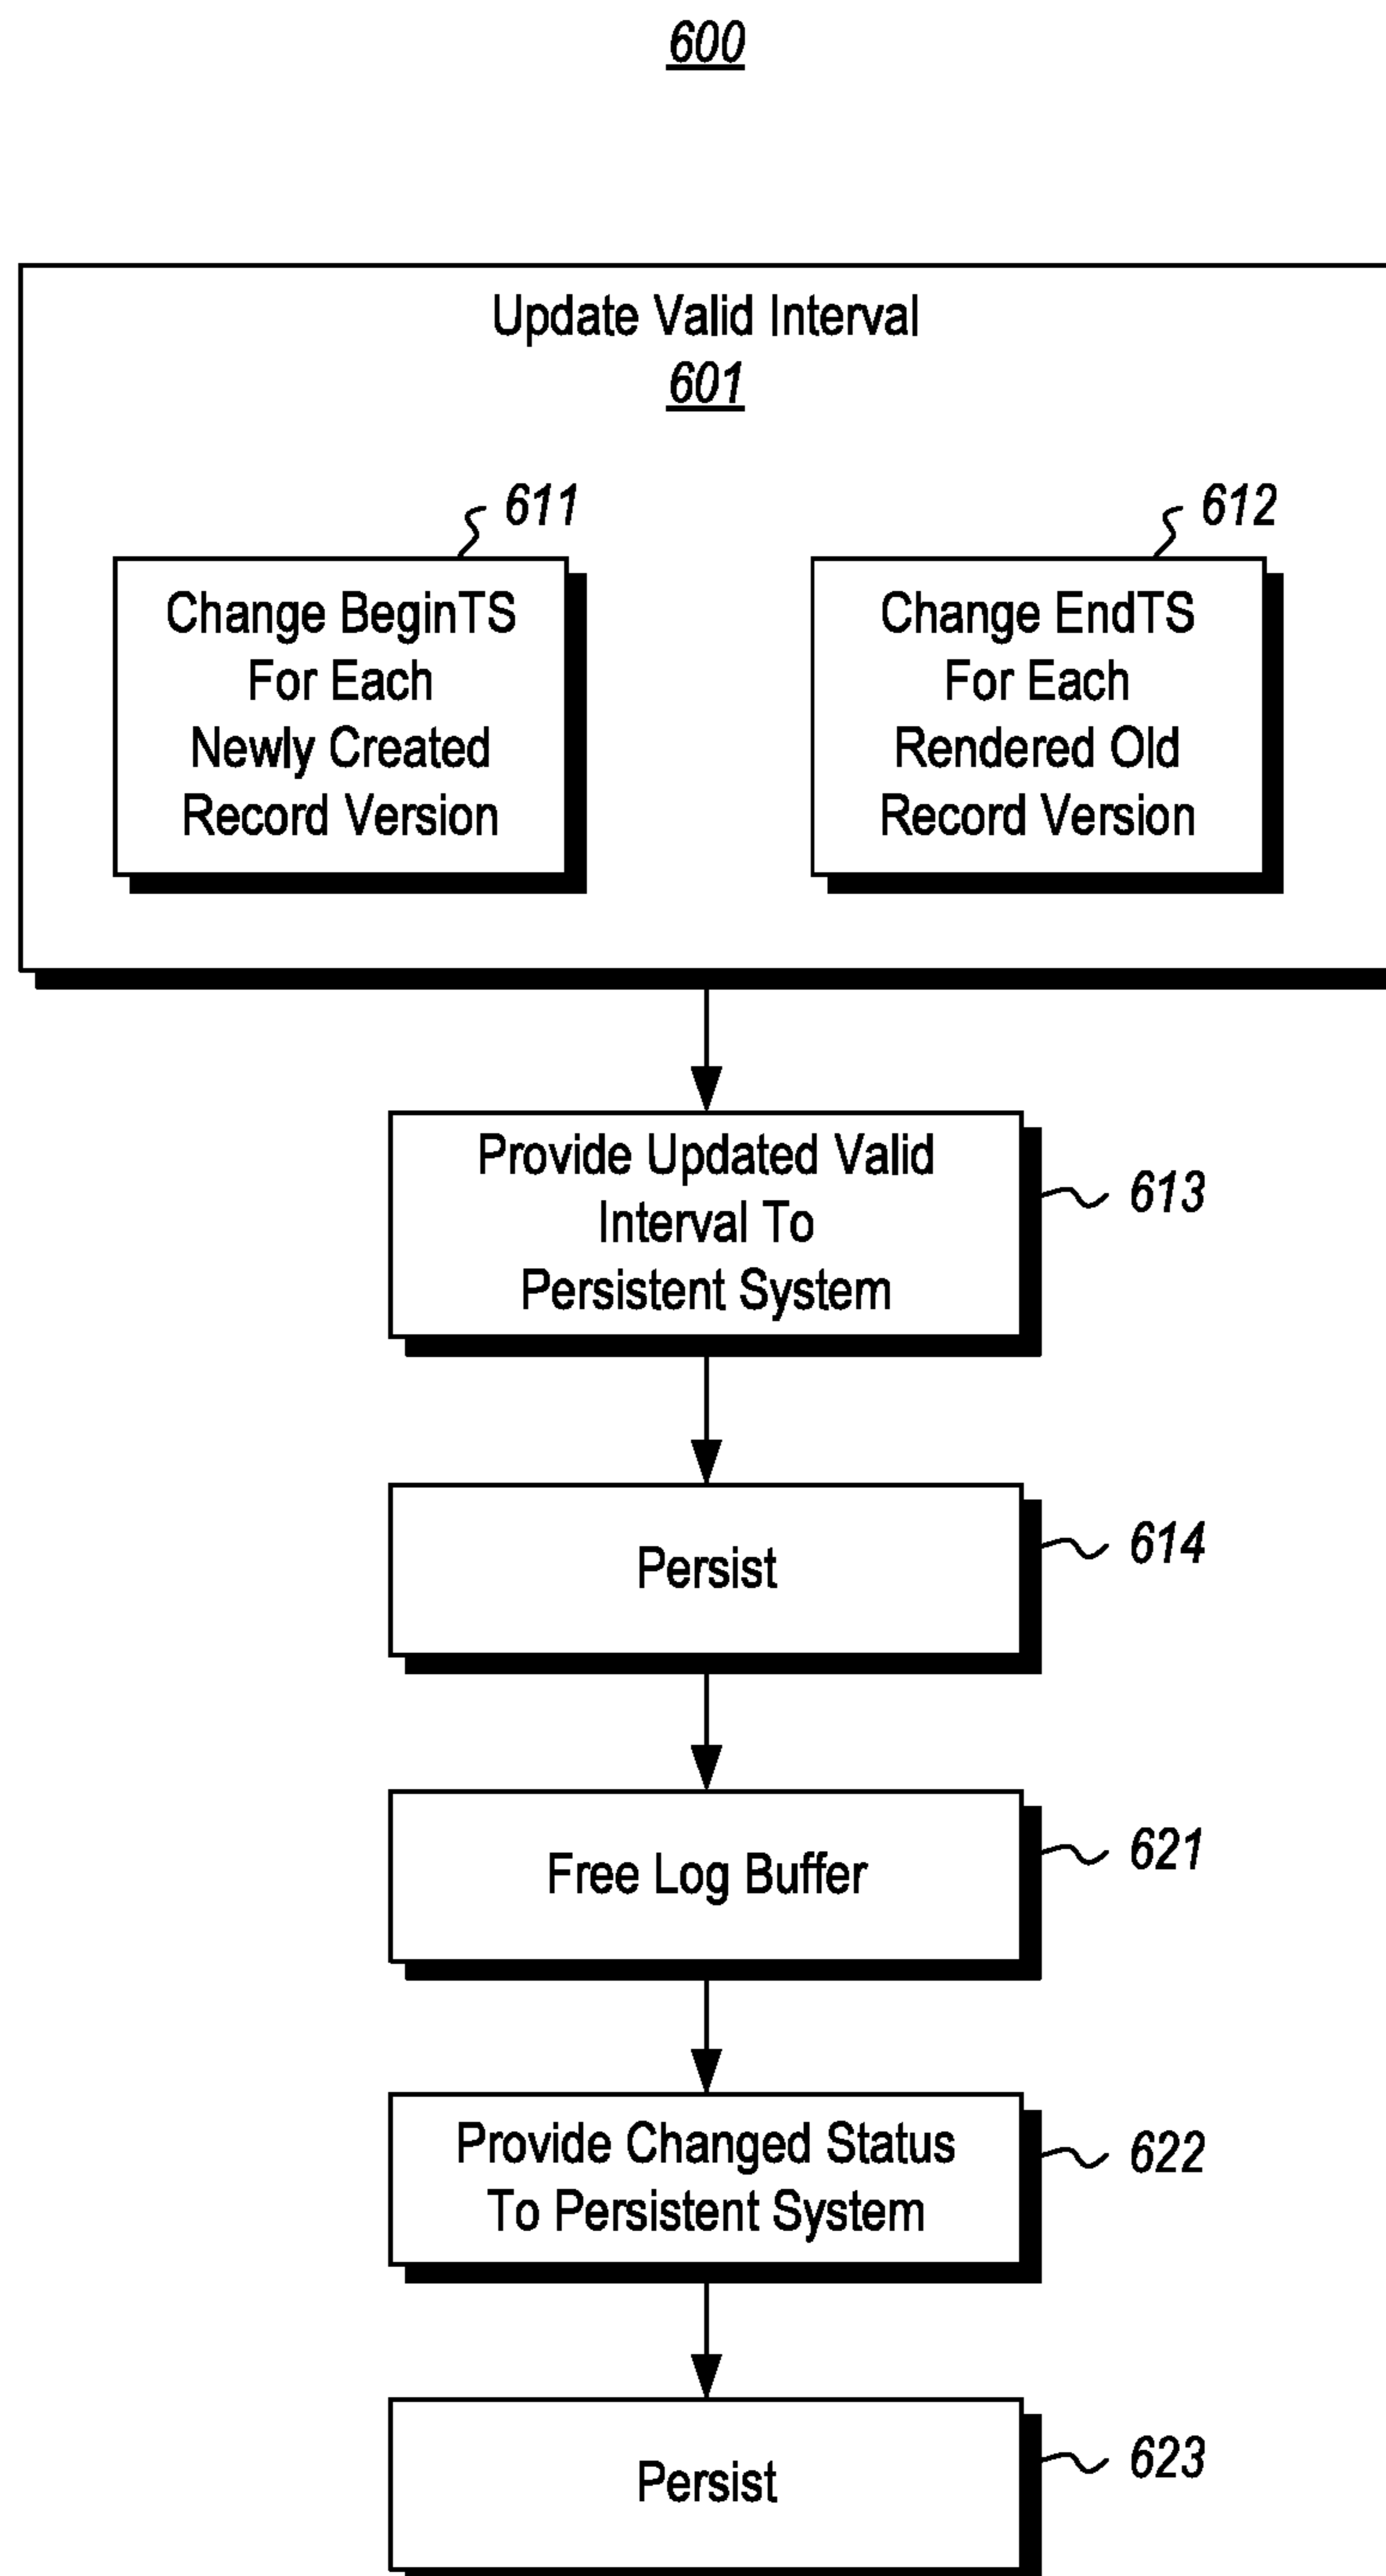 600
Update Valid Interval
601
611
Change BeginTS
For Each
Newly Created
Record Version
612
Change EndTS
For Each
Rendered Old
Record Version
Provide Updated Valid
Interval To
Persistent System
613
Persist
614
Free Log Buffer
621
Provide Changed Status
To Persistent System
622
Persist
623